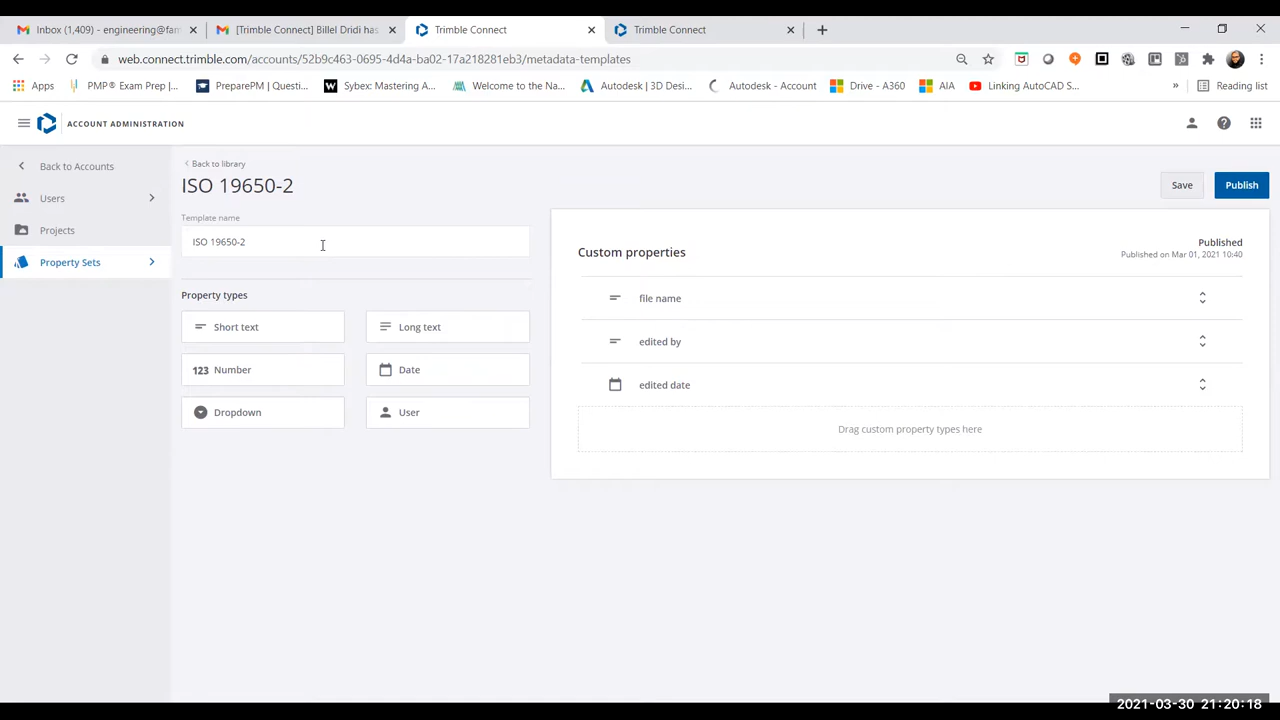 Inbox (1,409) - engineering@fam
[Trimble Connect] Billel Dridi has
Trimble Connect
Trimble Connect
web.connect.trimble.com/accounts/52b8b463-0695-4d4a-ba02-17a218281eb3/metadata-templates
Apps
PMP® Exam Prep |...
PreparePM | Questi...
Sybex: Mastering A...
Welcome to the Na...
Autodesk | 3D Desi...
Autodesk - Account
Drive - A360
AIA
Linking AutoCAD S...
»
Reading list
ACCOUNT ADMINISTRATION
Back to Accounts
Users
Projects
Property Sets
Back to library
ISO 19650-2
Save
Publish
Template name
ISO 19650-2
Property types
Short text
Long text
123 Number
Date
Dropdown
User
Custom properties
Published
Published on Mar 01, 2021 10:40
file name
edited by
edited date
Drag custom property types here
2021-03-30 21:20:18